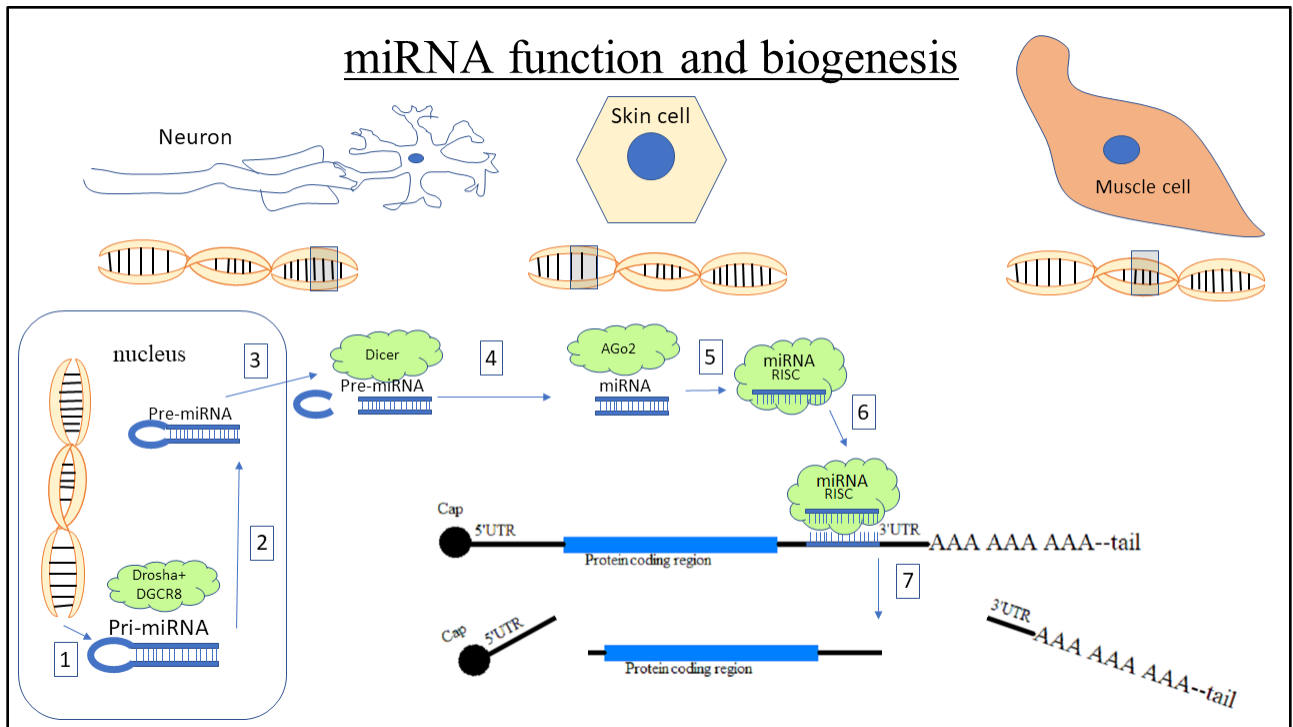 miRNA function and biogenesis
Neuron
Skin cell
Muscle cell
nucleus
3
Dicer
Pre-miRNA
4
AGo2
miRNA
5
miRNA
RISC
6
Pre-miRNA
2
Drosha+
DGCR8
Pri-miRNA
1
miRNA
RISC
Cap
5'UTR
Protein coding region
3'UTR
AAA AAA AAA--tail
7
Cap
5'UTR
Protein coding region
3'UTR
AAA AAA AAA--tail